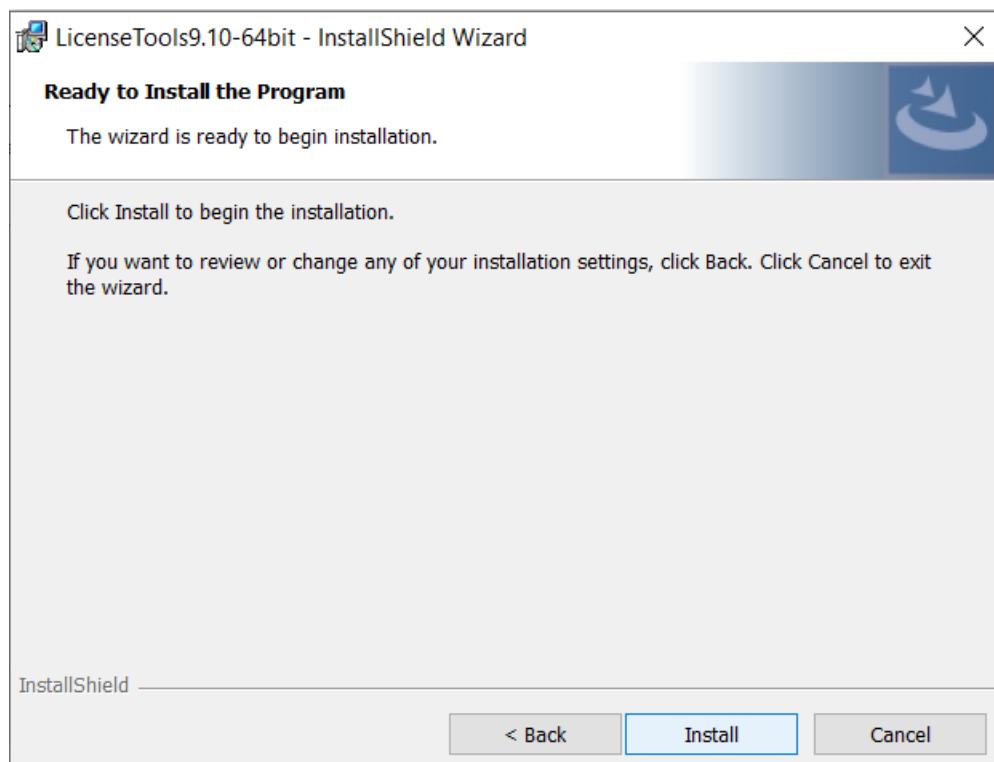 LicenseTools9.10-64bit - InstallShield Wizard
Ready to Install the Program
The wizard is ready to begin installation.
Click Install to begin the installation.
If you want to review or change any of your installation settings, click Back. Click Cancel to exit
the wizard.
InstallShield
< Back
Install
Cancel